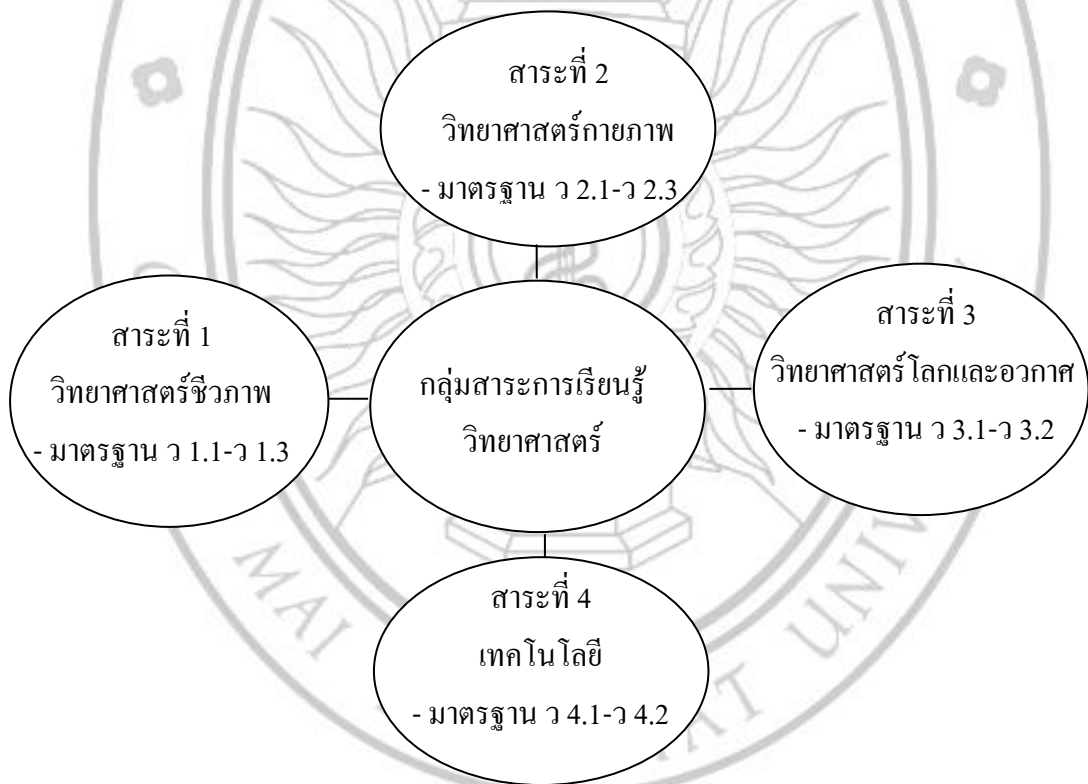 สาระที่ 2
วิทยาศาสตร์กายภาพ
- มาตรฐาน ว 2.1-ว 2.3
สาระที่ 1
วิทยาศาสตร์ชีวภาพ
- มาตรฐาน ว 1.1-ว 1.3
กลุ่มสาระการเรียนรู้
วิทยาศาสตร์
สาระที่ 3
วิทยาศาสตร์โลกและอวกาศ
- มาตรฐาน ว 3.1-ว 3.2
สาระที่ 4
เทคโนโลยี
- มาตรฐาน ว 4.1-ว 4.2
MAI
UNIV